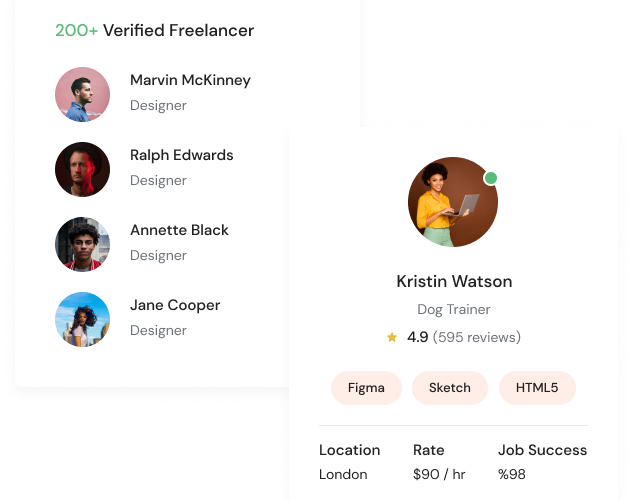 200+ Verified Freelancer
Marvin McKinney
Designer
Ralph Edwards
Designer
Annette Black
Designer
Jane Cooper
Designer
Kristin Watson
Dog Trainer
4.9 (595 reviews)
Figma Sketch HTML5
Location Rate Job Success
London $90 / hr %98